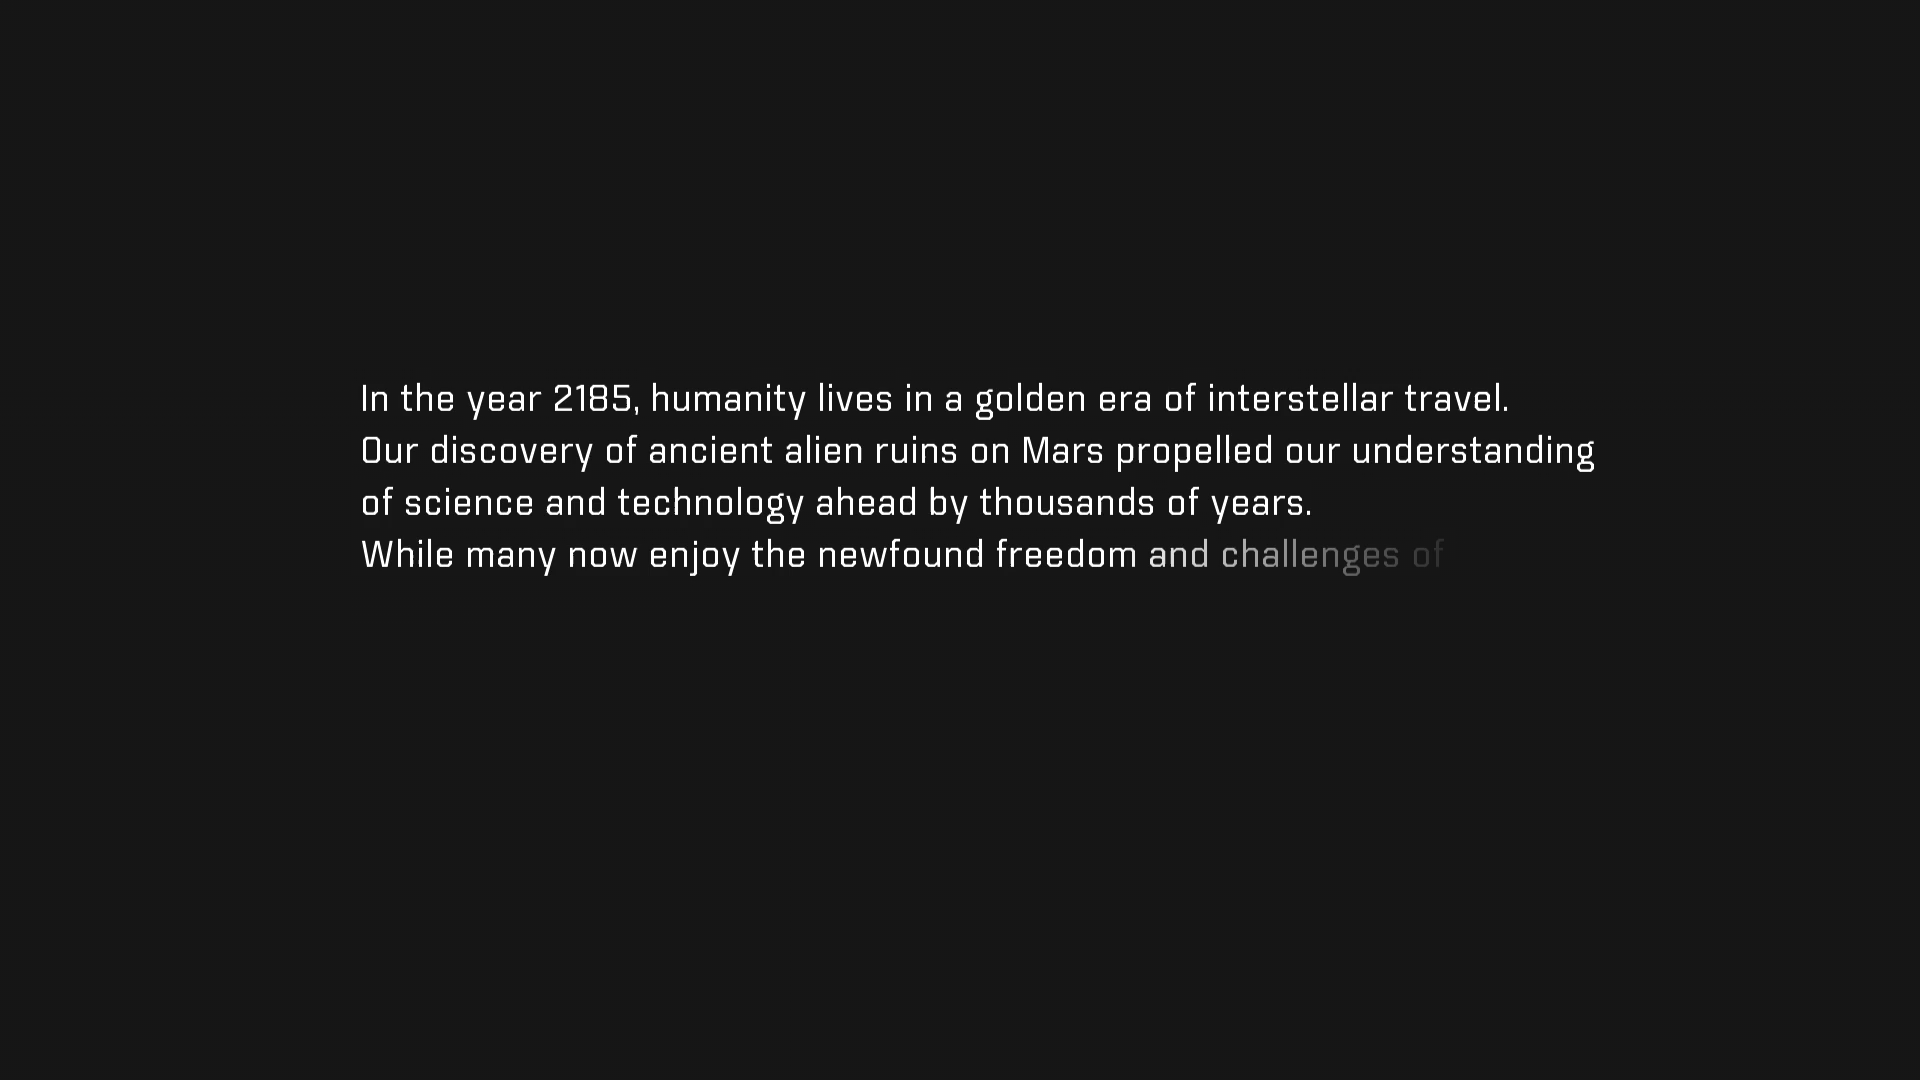 In the year 2185, humanity lives in a golden era of interstellar travel.
Our discovery of ancient alien ruins on Mars propelled our understanding
of science and technology ahead by thousands of years.
While many now enjoy the newfound freedom and challenges of